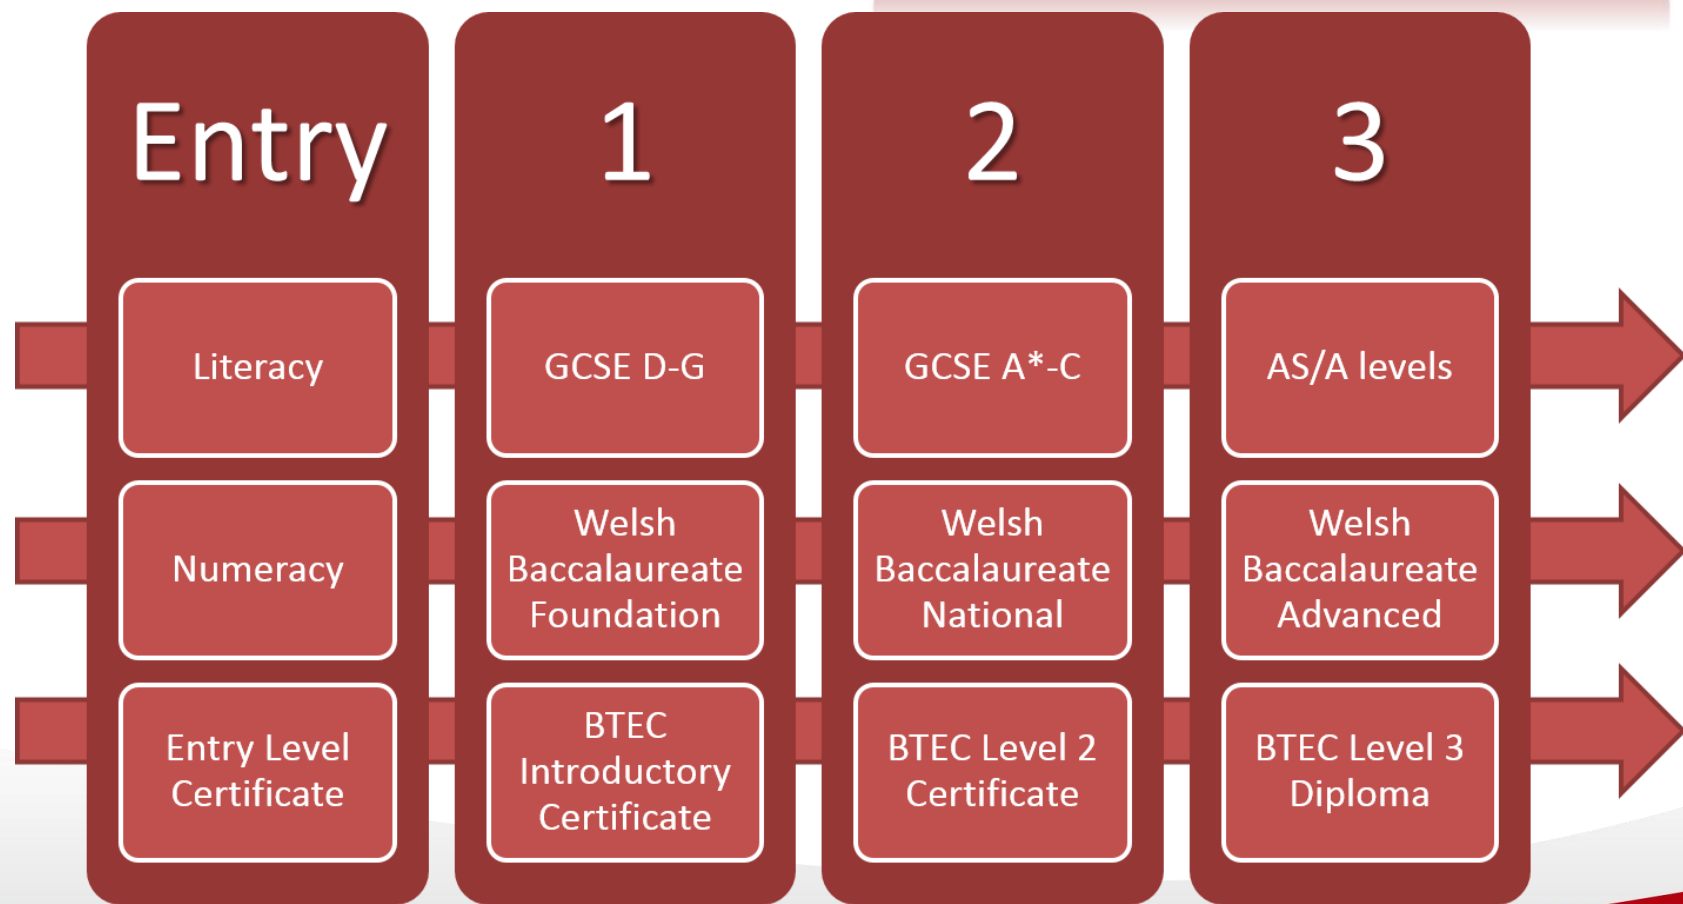 Entry
1
2
3
Literacy
GCSE D-G
GCSE A*-C
AS/A levels
Numeracy
Welsh
Baccalaureate
Foundation
Welsh
Baccalaureate
National
Welsh
Baccalaureate
Advanced
Entry Level
Certificate
BTEC
Introductory
Certificate
BTEC Level 2
Certificate
BTEC Level 3
Diploma